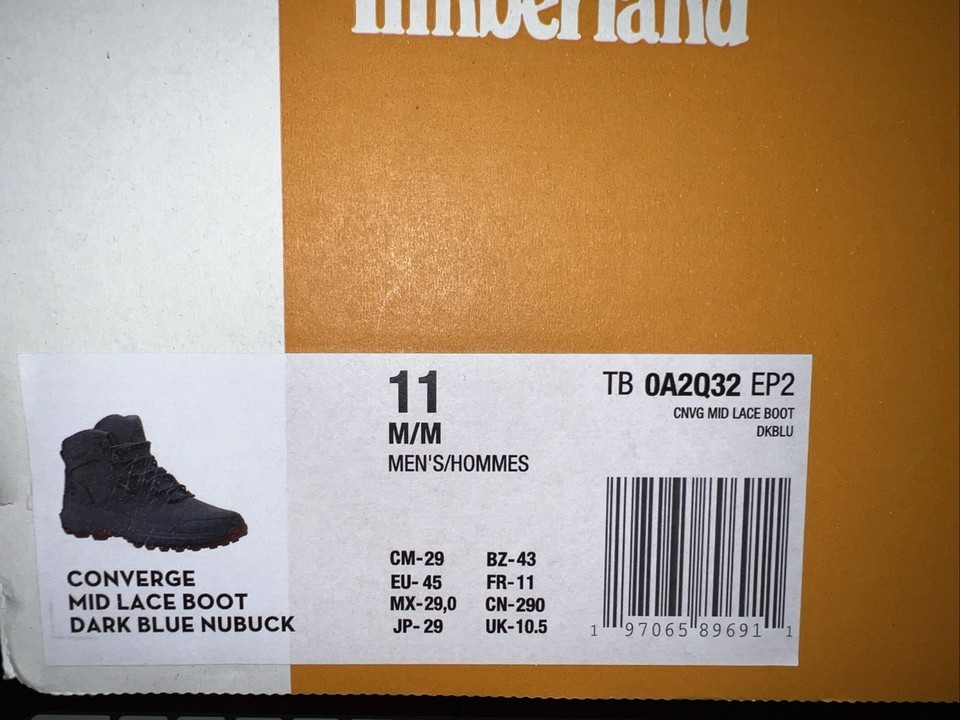 Timberland
11
M/M
MEN'S/HOMMES
TB 0A2Q32 EP2
CNVG MID LACE BOOT
DKBLU
CONVERGE
MID LACE BOOT
DARK BLUE NUBUCK
CM-29 BZ-43
EU-45 FR-11
MX-29,0 CN-290
JP-29 UK-10.5
1 97065 89691 1